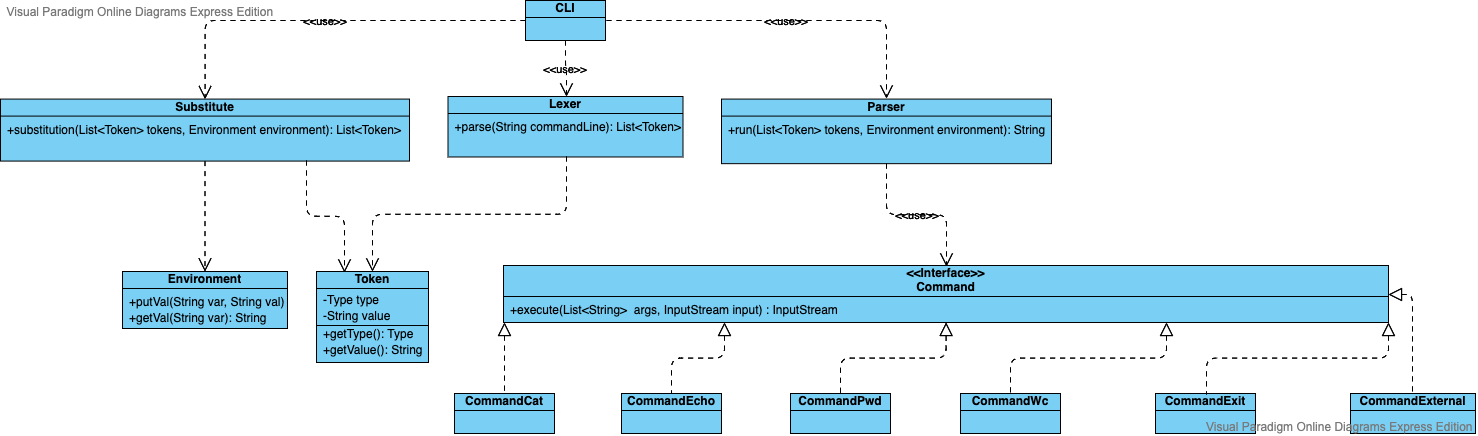 Visual Paradigm Online Diagrams Express Edition
CLI
<<use>>
<<use>>
<<use>>
Substitute
+substitution(List<Token> tokens, Environment environment): List<Token>
Lexer
+parse(String commandLine): List<Token>
Parser
+run(List<Token> tokens, Environment environment): String
<<use>>
Environment
+putVal(String var, String val)
+getVal(String var): String
Token
-Type type
-String value
+getType(): Type
+getValue(): String
<<Interface>>
Command
+execute(List<String>  args, InputStream input) : InputStream
CommandCat
CommandEcho
CommandPwd
CommandWc
CommandExit
CommandExternal
Visual Paradigm Online Diagrams Express Edition